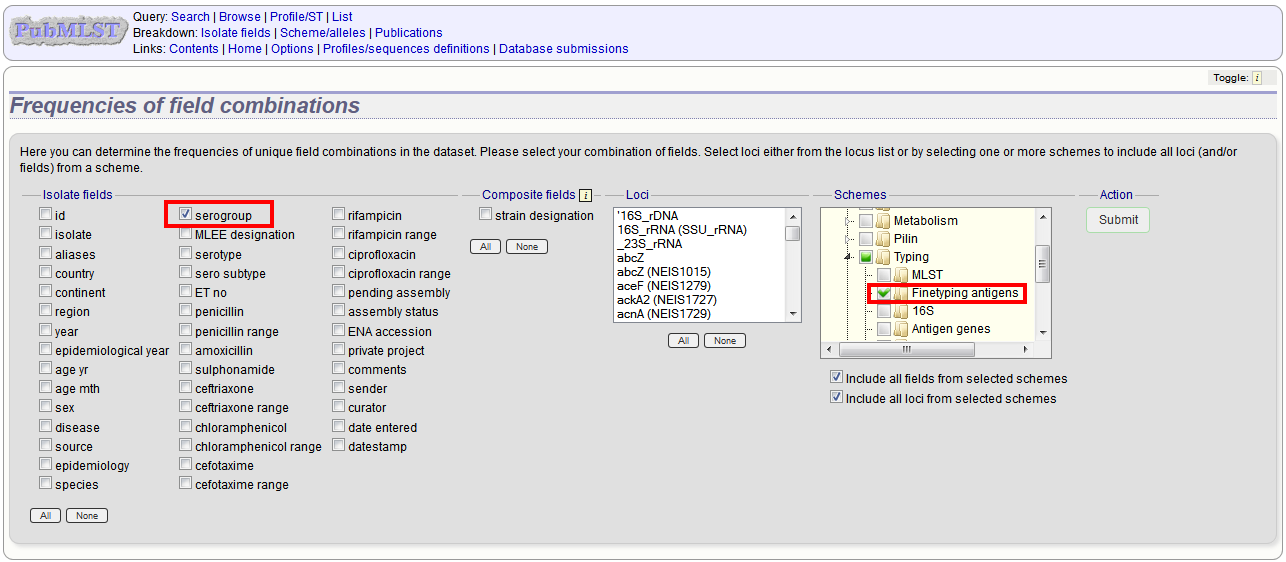 PubMLST
Query: Search | Browse | Profile/ST | List
Breakdown: Isolate fields | Scheme/alleles | Publications
Links: Contents | Home | Options | Profiles/sequences definitions | Database submissions
Toggle: i
Frequencies of field combinations
Here you can determine the frequencies of unique field combinations in the dataset. Please select your combination of fields. Select loci either from the locus list or by selecting one or more schemes to include all loci (and/or
fields) from a scheme.
Isolate fields
id
isolate
aliases
country
continent
region
year
epidemiological year
age yr
age mth
sex
disease
source
epidemiology
species
serogroup
MLEE designation
serotype
sero subtype
ET no
penicillin
penicillin range
amoxicillin
sulphonamide
ceftriaxone
ceftriaxone range
chloramphenicol
chloramphenicol range
cefotaxime
cefotaxime range
rifampicin
rifampicin range
ciprofloxacin
ciprofloxacin range
pending assembly
assembly status
ENA accession
private project
comments
sender
curator
date entered
datestamp
All None
Composite fields i
strain designation
All None
Loci
'16S_rDNA
16S_rRNA (SSU_rRNA)
_23S_rRNA
abcZ
abcZ (NEIS1015)
aceF (NEIS1279)
ackA2 (NEIS1727)
acnA (NEIS1729)
All None
Schemes
Metabolism
Pilin
Typing
MLST
Finetyping antigens
16S
Antigen genes
Include all fields from selected schemes
Include all loci from selected schemes
Action
Submit